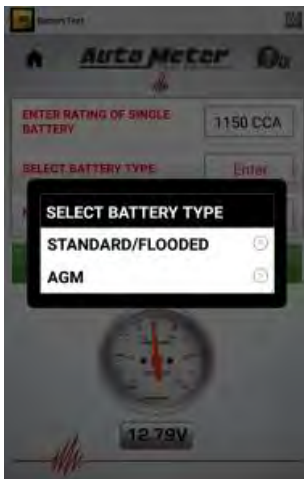 Battery Test
Auto Meter
ENTER RATING OF SINGLE
BATTERY
1150 CCA
SELECT BATTERY TYPE
Enter
SELECT BATTERY TYPE
STANDARD/FLOODED
AGM
12.79V